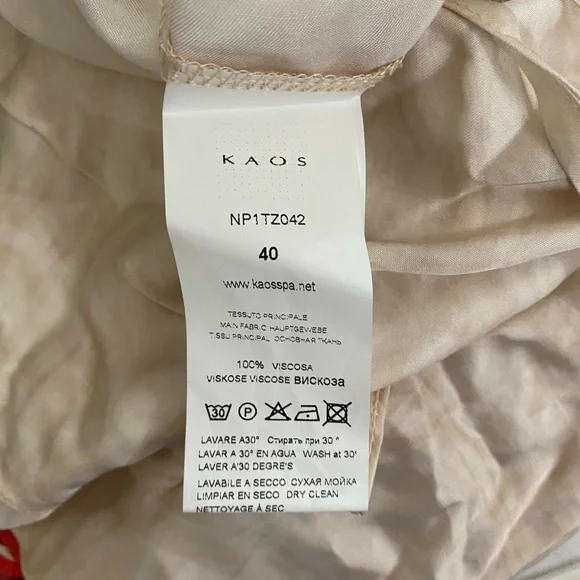 KAOS
NP1TZ042
40
www.kaosspa.net
TESSUTO PRINCIPALE
MAIN FABRIC HAUPTGEWEBE
TISSU PRINCIPAL ОСНОВНАЯ ТКАНЬ
100% VISCOSA
VISKOSE VISCOSE ВИСКОЗа
30 P
LAVARE A30° Стирать при 30 °
LAVAR A 30° EN AGUA WASH at 30°
LAVER A'30 DEGRE'S
LAVABILE A SECCO СУХАЯ МОЙКА
LIMPIAR EN SECO DRY CLEAN
NETTOYAGE À SEC